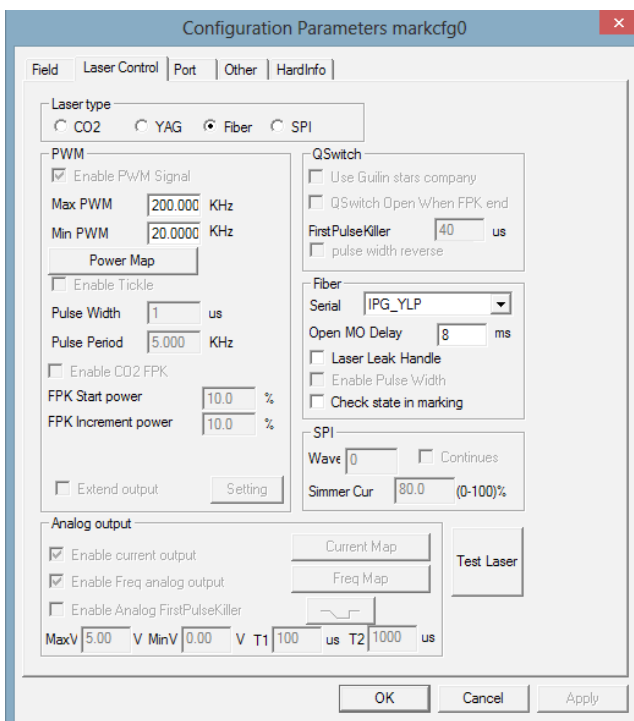 Configuration Parameters markcfg0
Field Laser Control Port Other HardInfo
Laser type
CO2 YAG Fiber SPI
PWM
Enable PWM Signal
Max PWM 200.000 KHz
Min PWM 20.0000 KHz
Power Map
Enable Tickle
Pulse Width 1 us
Pulse Period 5.000 KHz
Enable CO2 FPK
FPK Start power 10.0 %
FPK Increment power 10.0 %
Extend output Setting
QSwitch
Use Guilin stars company
QSwitch Open When FPK end
FirstPulseKiller 40 us
pulse width reverse
Fiber
Serial IPG_YLP
Open MO Delay 8 ms
Laser Leak Handle
Enable Pulse Width
Check state in marking
SPI
Wave 0 Continues
Simmer Cur 80.0 (0-100)%
Analog output
Enable current output Current Map
Enable Freq analog output Freq Map
Enable Analog FirstPulseKiller
MaxV 5.00 V MinV 0.00 V T1 100 us T2 1000 us
Test Laser
OK Cancel Apply